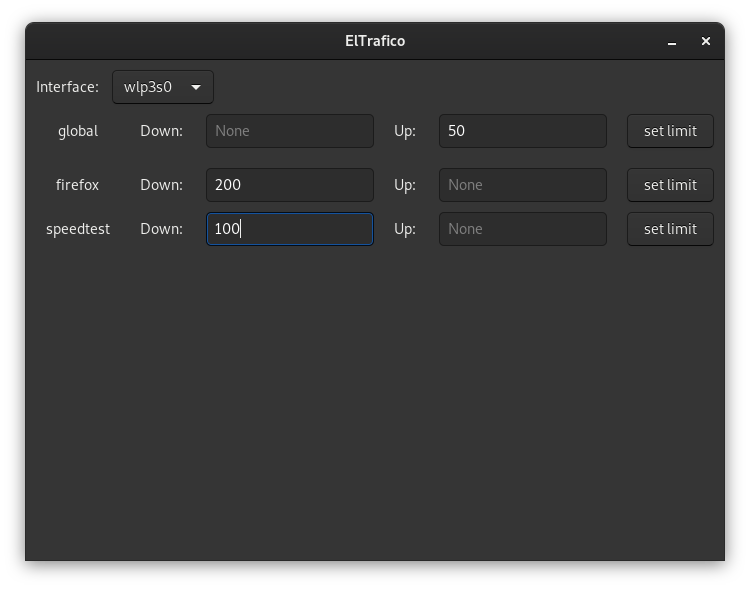 ElTrafico
Interface: wlp3s0
global Down: None Up: 50 set limit
firefox Down: 200 Up: None set limit
speedtest Down: 100 Up: None set limit